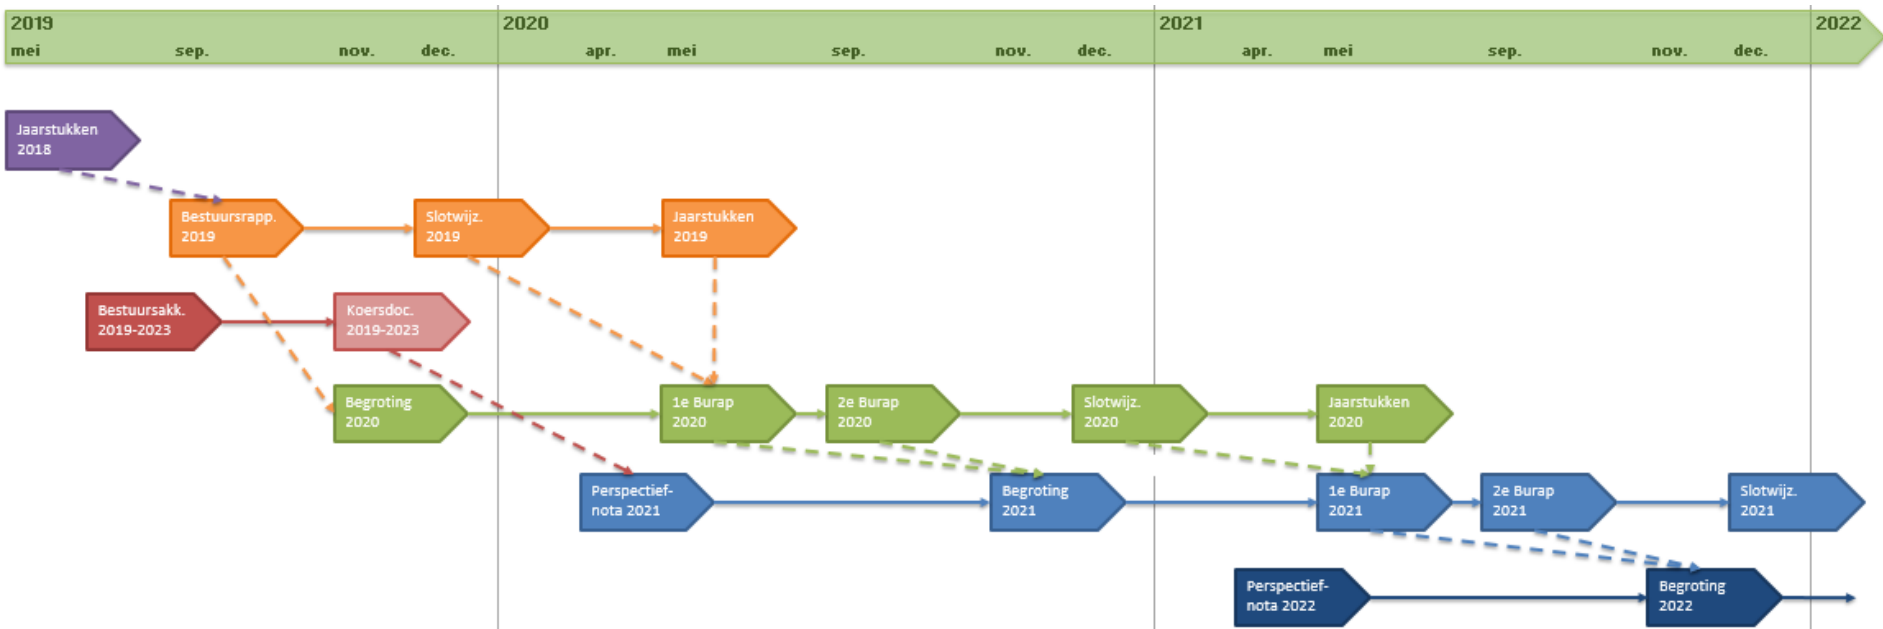 2019 2020 2021 2022
mei sep. nov. dec. apr. mei sep. nov. dec. apr. mei sep. nov. dec.
Jaarstukken
2018
Bestuursrapp.
2019
Slotwijz.
2019
Jaarstukken
2019
Bestuursakk.
2019-2023
Koersdoc.
2019-2023
Begroting
2020
1e Burap
2020
2e Burap
2020
Slotwijz.
2020
Jaarstukken
2020
Perspectief-
nota 2021
Begroting
2021
1e Burap
2021
2e Burap
2021
Slotwijz.
2021
Perspectief-
nota 2022
Begroting
2022